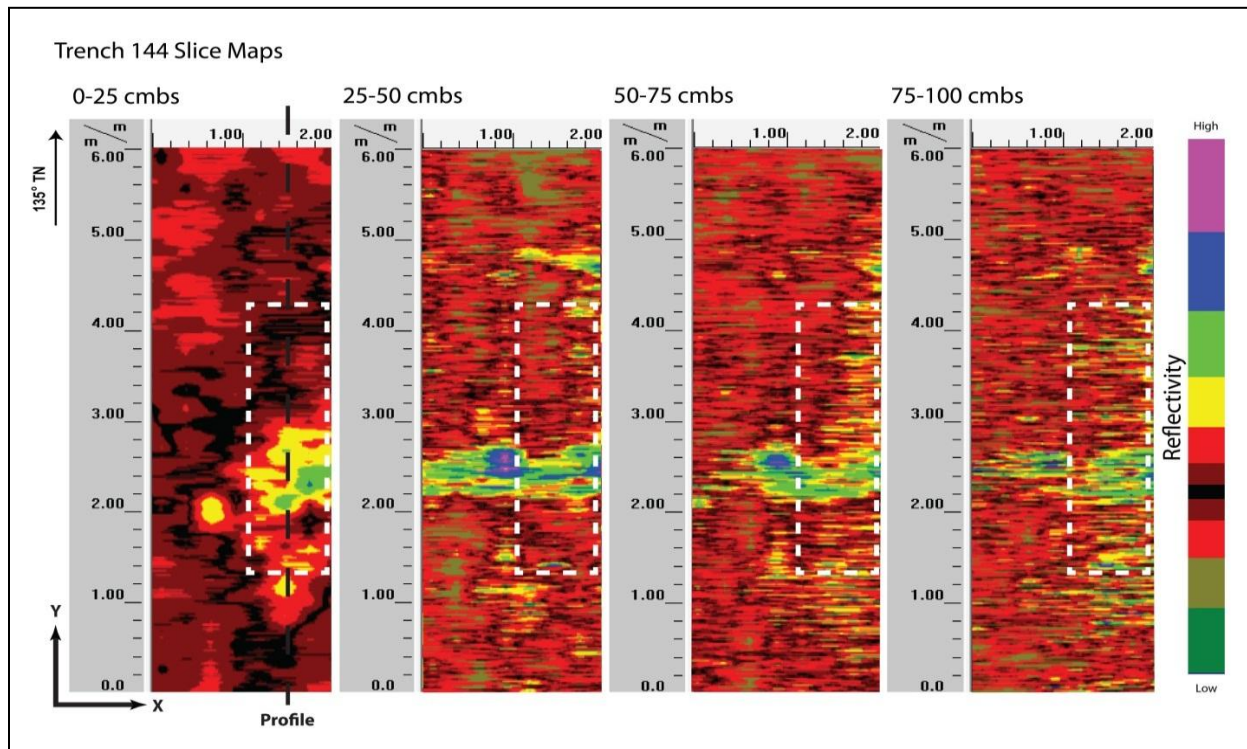 Trench 144 Slice Maps
0-25 cmbs
25-50 cmbs
50-75 cmbs
75-100 cmbs
135° TN
m
m
1.00
2.00
6.00
5.00
4.00
3.00
2.00
1.00
0.0
m
m
1.00
2.00
6.00
5.00
4.00
3.00
2.00
1.00
0.0
m
m
1.00
2.00
6.00
5.00
4.00
3.00
2.00
1.00
0.0
m
m
1.00
2.00
6.00
5.00
4.00
3.00
2.00
1.00
0.0
High
Reflectivity
Low
Y
X
Profile